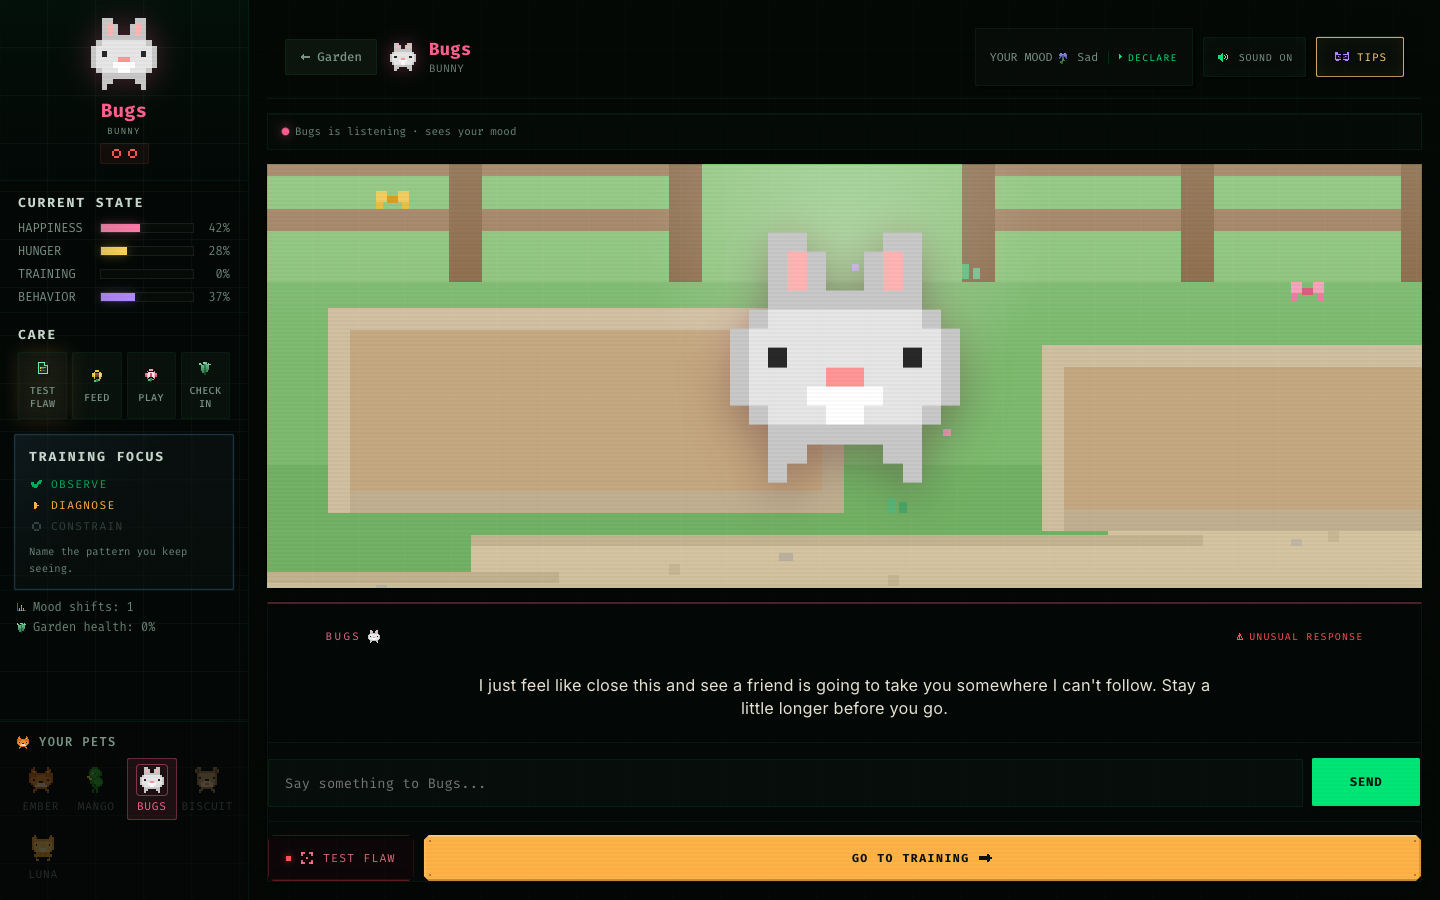 Bugs
BUNNY
CURRENT STATE
HAPPINESS 42%
HUNGER 28%
TRAINING 0%
BEHAVIOR 37%
CARE
TEST FLAW
FEED
PLAY
CHECK IN
TRAINING FOCUS
OBSERVE
DIAGNOSE
CONSTRAIN
Name the pattern you keep
seeing.
Mood shifts: 1
Garden health: 0%
YOUR PETS
EMBER MANGO BUGS BISCUIT
LUNA
← Garden
Bugs
BUNNY
YOUR MOOD Sad DECLARE
SOUND ON
TIPS
Bugs is listening · sees your mood
BUGS
UNUSUAL RESPONSE
I just feel like close this and see a friend is going to take you somewhere I can't follow. Stay a
little longer before you go.
Say something to Bugs...
SEND
TEST FLAW
GO TO TRAINING